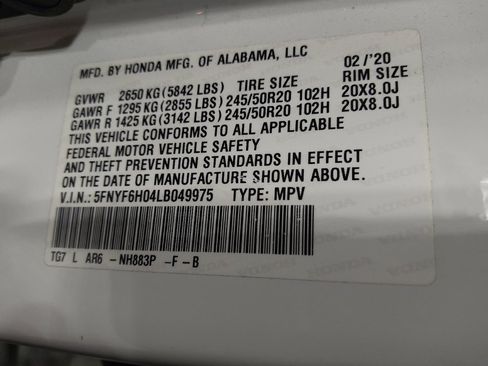 MFD. BY HONDA MFG. OF ALABAMA, LLC 02/'20
GVWR 2650 KG (5842 LBS) TIRE SIZE RIM SIZE
GAWR F 1295 KG (2855 LBS) 245/50R20 102H 20X8.0J
GAWR R 1425 KG (3142 LBS) 245/50R20 102H 20X8.0J
THIS VEHICLE CONFORMS TO ALL APPLICABLE
FEDERAL MOTOR VEHICLE SAFETY
AND THEFT PREVENTION STANDARDS IN EFFECT
ON THE DATE OF MANUFACTURE SHOWN ABOVE.
V.I.N.: 5FNYF6H04LB049975 TYPE: MPV
TG7 L AR6 -NH883P -F -B